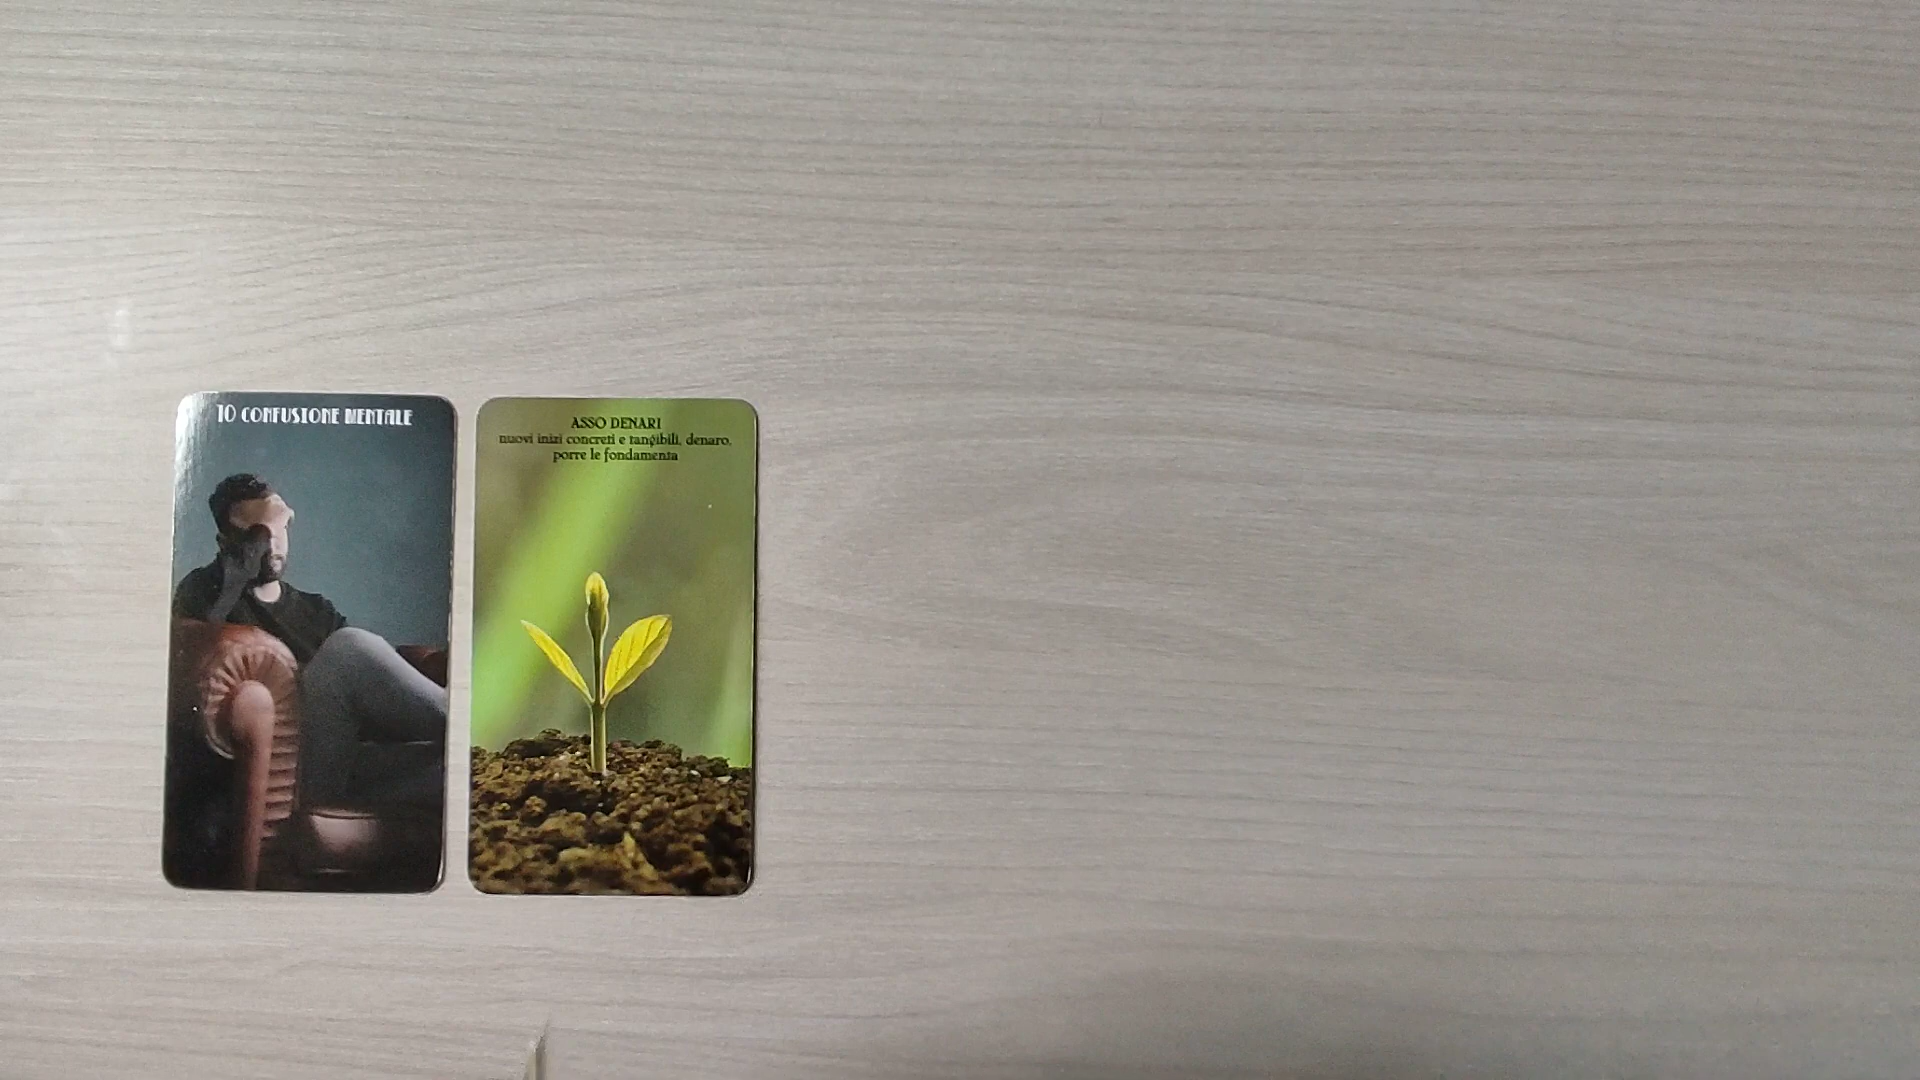 10 CONFUSIONE MENTALE
ASSO DENARI
nuovi inizi concreti e tangibili, denaro,
porre le fondamenta